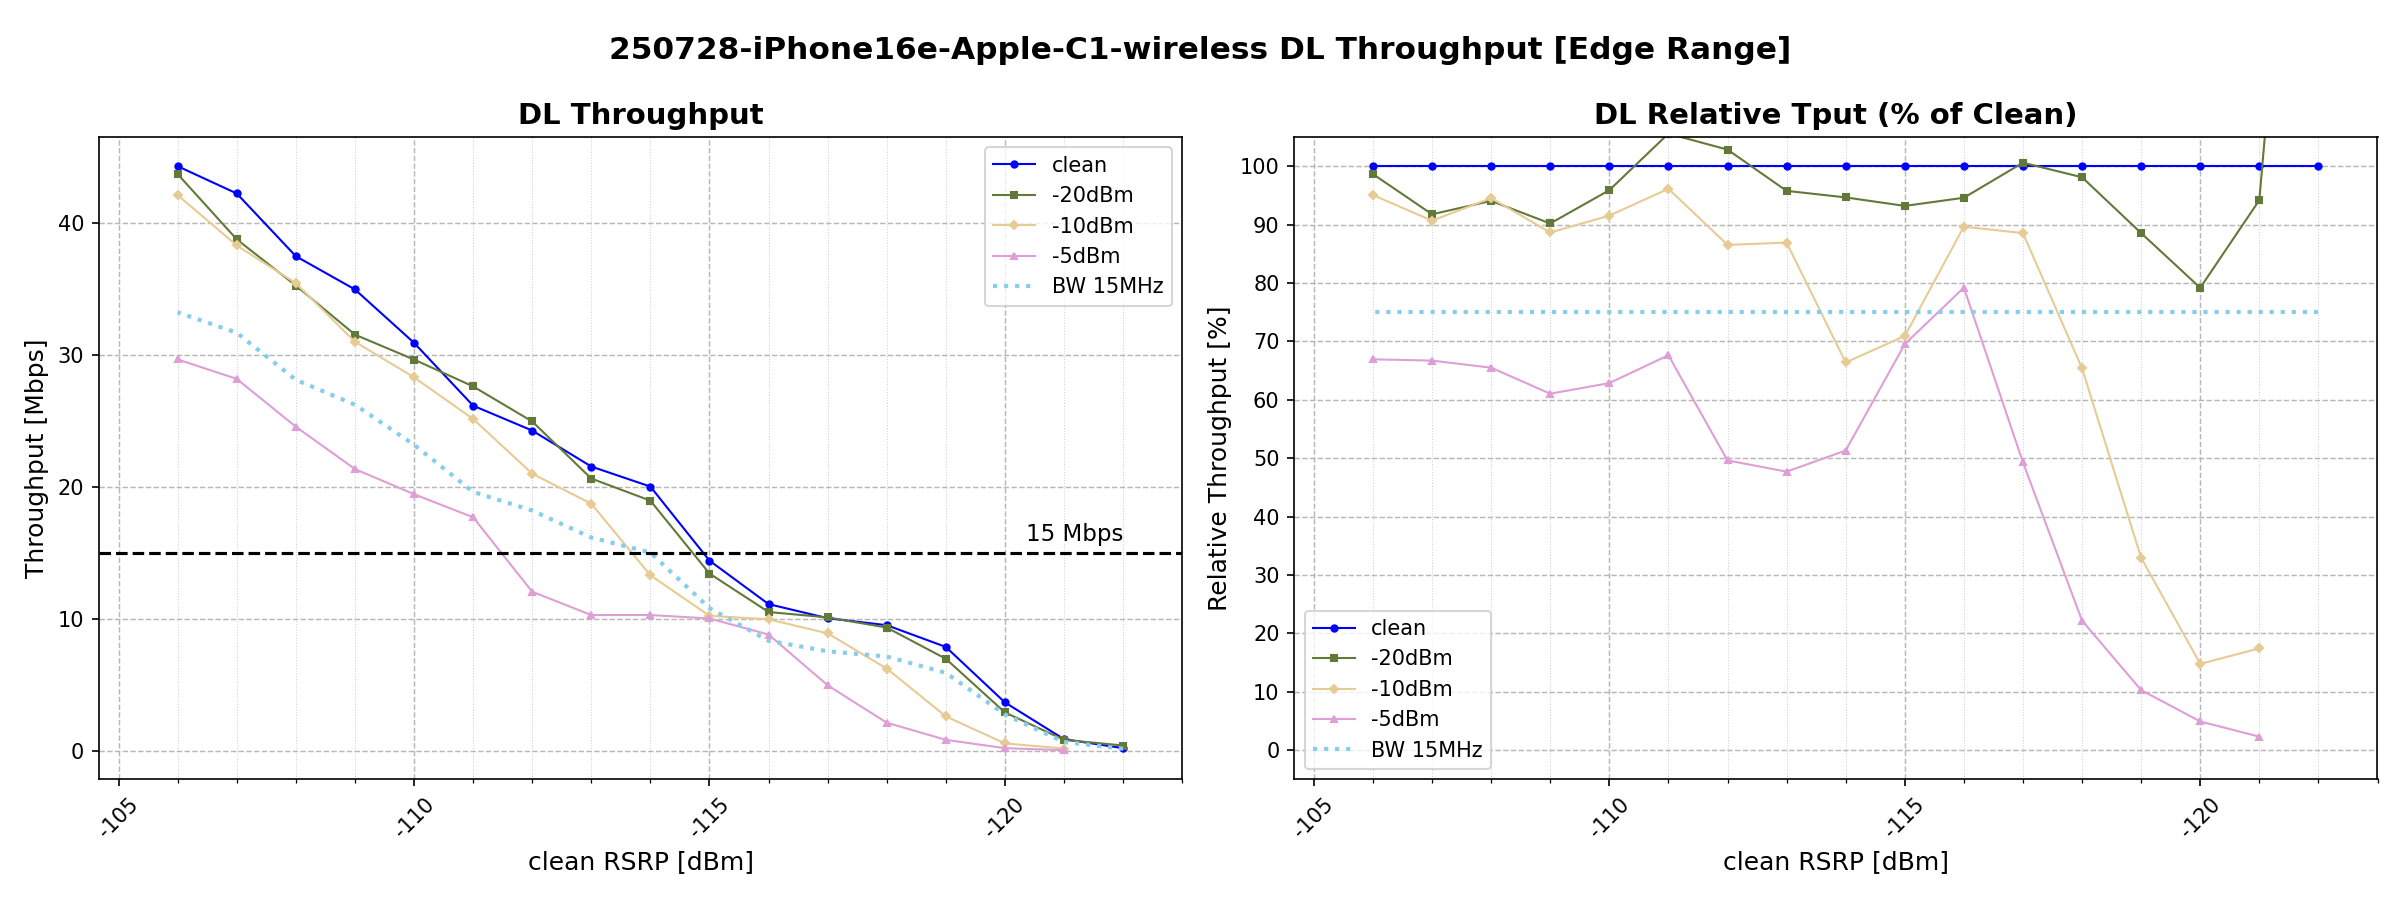 250728-iPhone16e-Apple-C1-wireless DL Throughput [Edge Range]
DL Throughput
Throughput [Mbps]
40
30
20
10
0
-105
-110
-115
-120
clean RSRP [dBm]
clean
-20dBm
-10dBm
-5dBm
BW 15MHz
15 Mbps
DL Relative Tput (% of Clean)
Relative Throughput [%]
100
90
80
70
60
50
40
30
20
10
0
-105
-110
-115
-120
clean RSRP [dBm]
clean
-20dBm
-10dBm
-5dBm
BW 15MHz